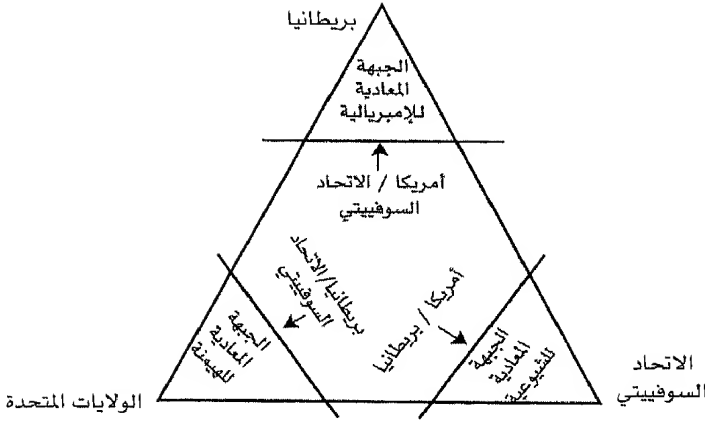 بريطانيا
الجبهة
المعادية
للإمبريالية
أمريكا / الاتحاد
السوفييتي
بريطانيا/الاتحاد
السوفييتي
أمريكا / بريطانيا
الجبهة
المعادية
للهيمنة
الجبهة
المعادية
للشيوعية
الاتحاد
السوفييتي
الولايات المتحدة